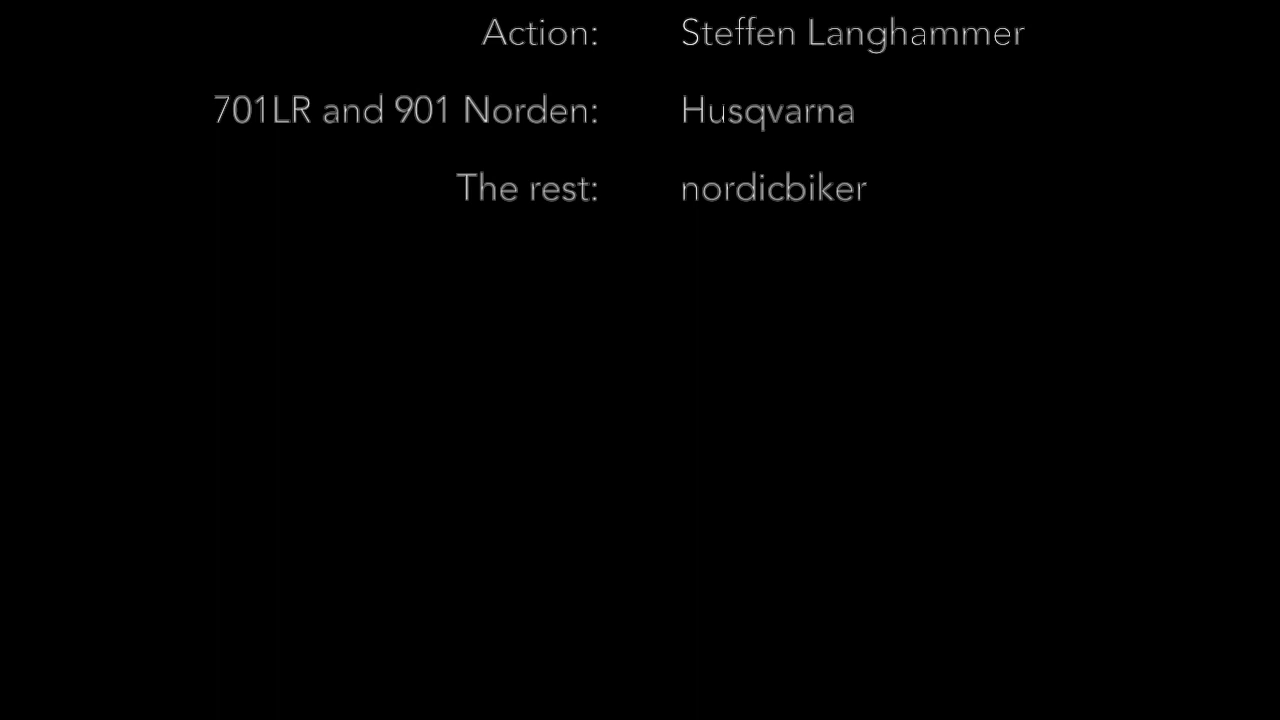 Action: Steffen Langhammer
701LR and 901 Norden: Husqvarna
The rest: nordicbiker